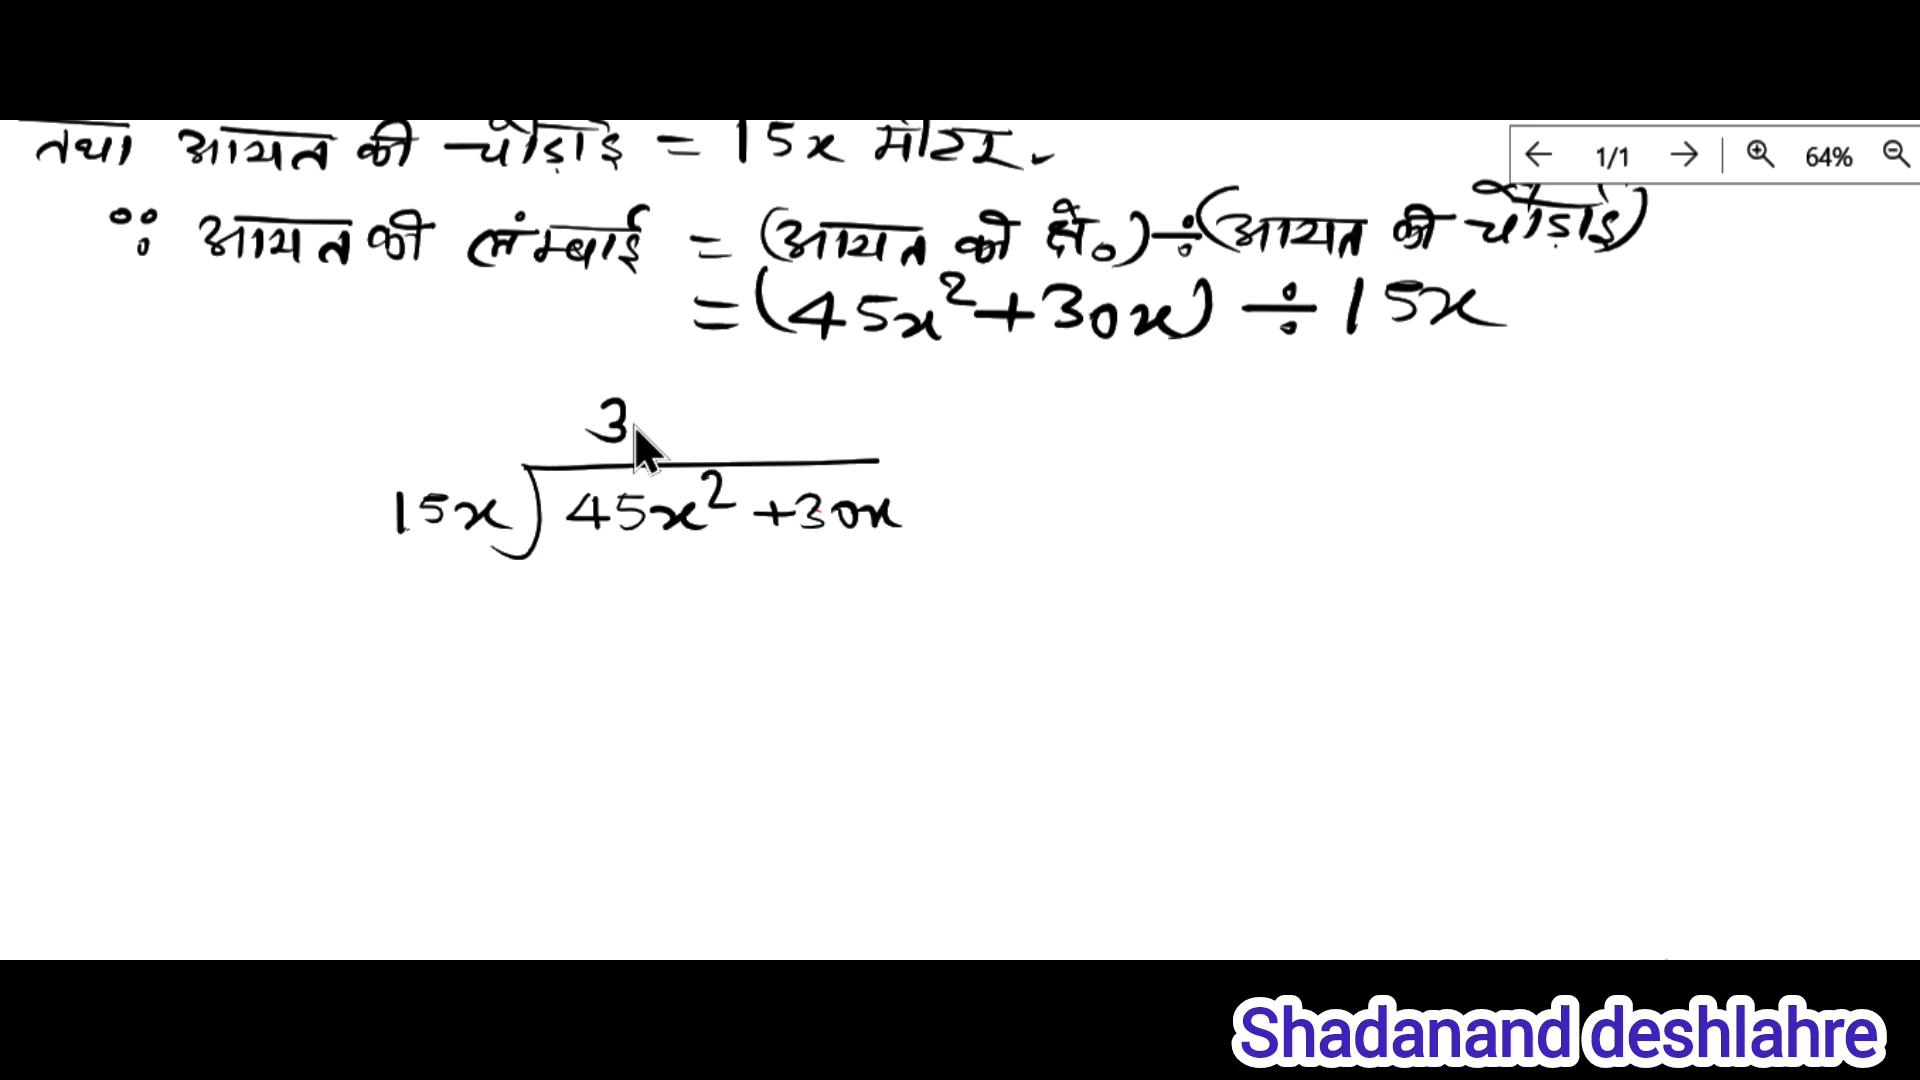 तथा आयत की चौड़ाई = 15x मीटर
1/1 64%
∵ आयत की लंम्बाई = (आयत की क्षे०) ÷ (आयत की चौड़ाई)
= (45x² + 30x) ÷ 15x
3
15x) 45x² + 30x
Shadanand deshlahre